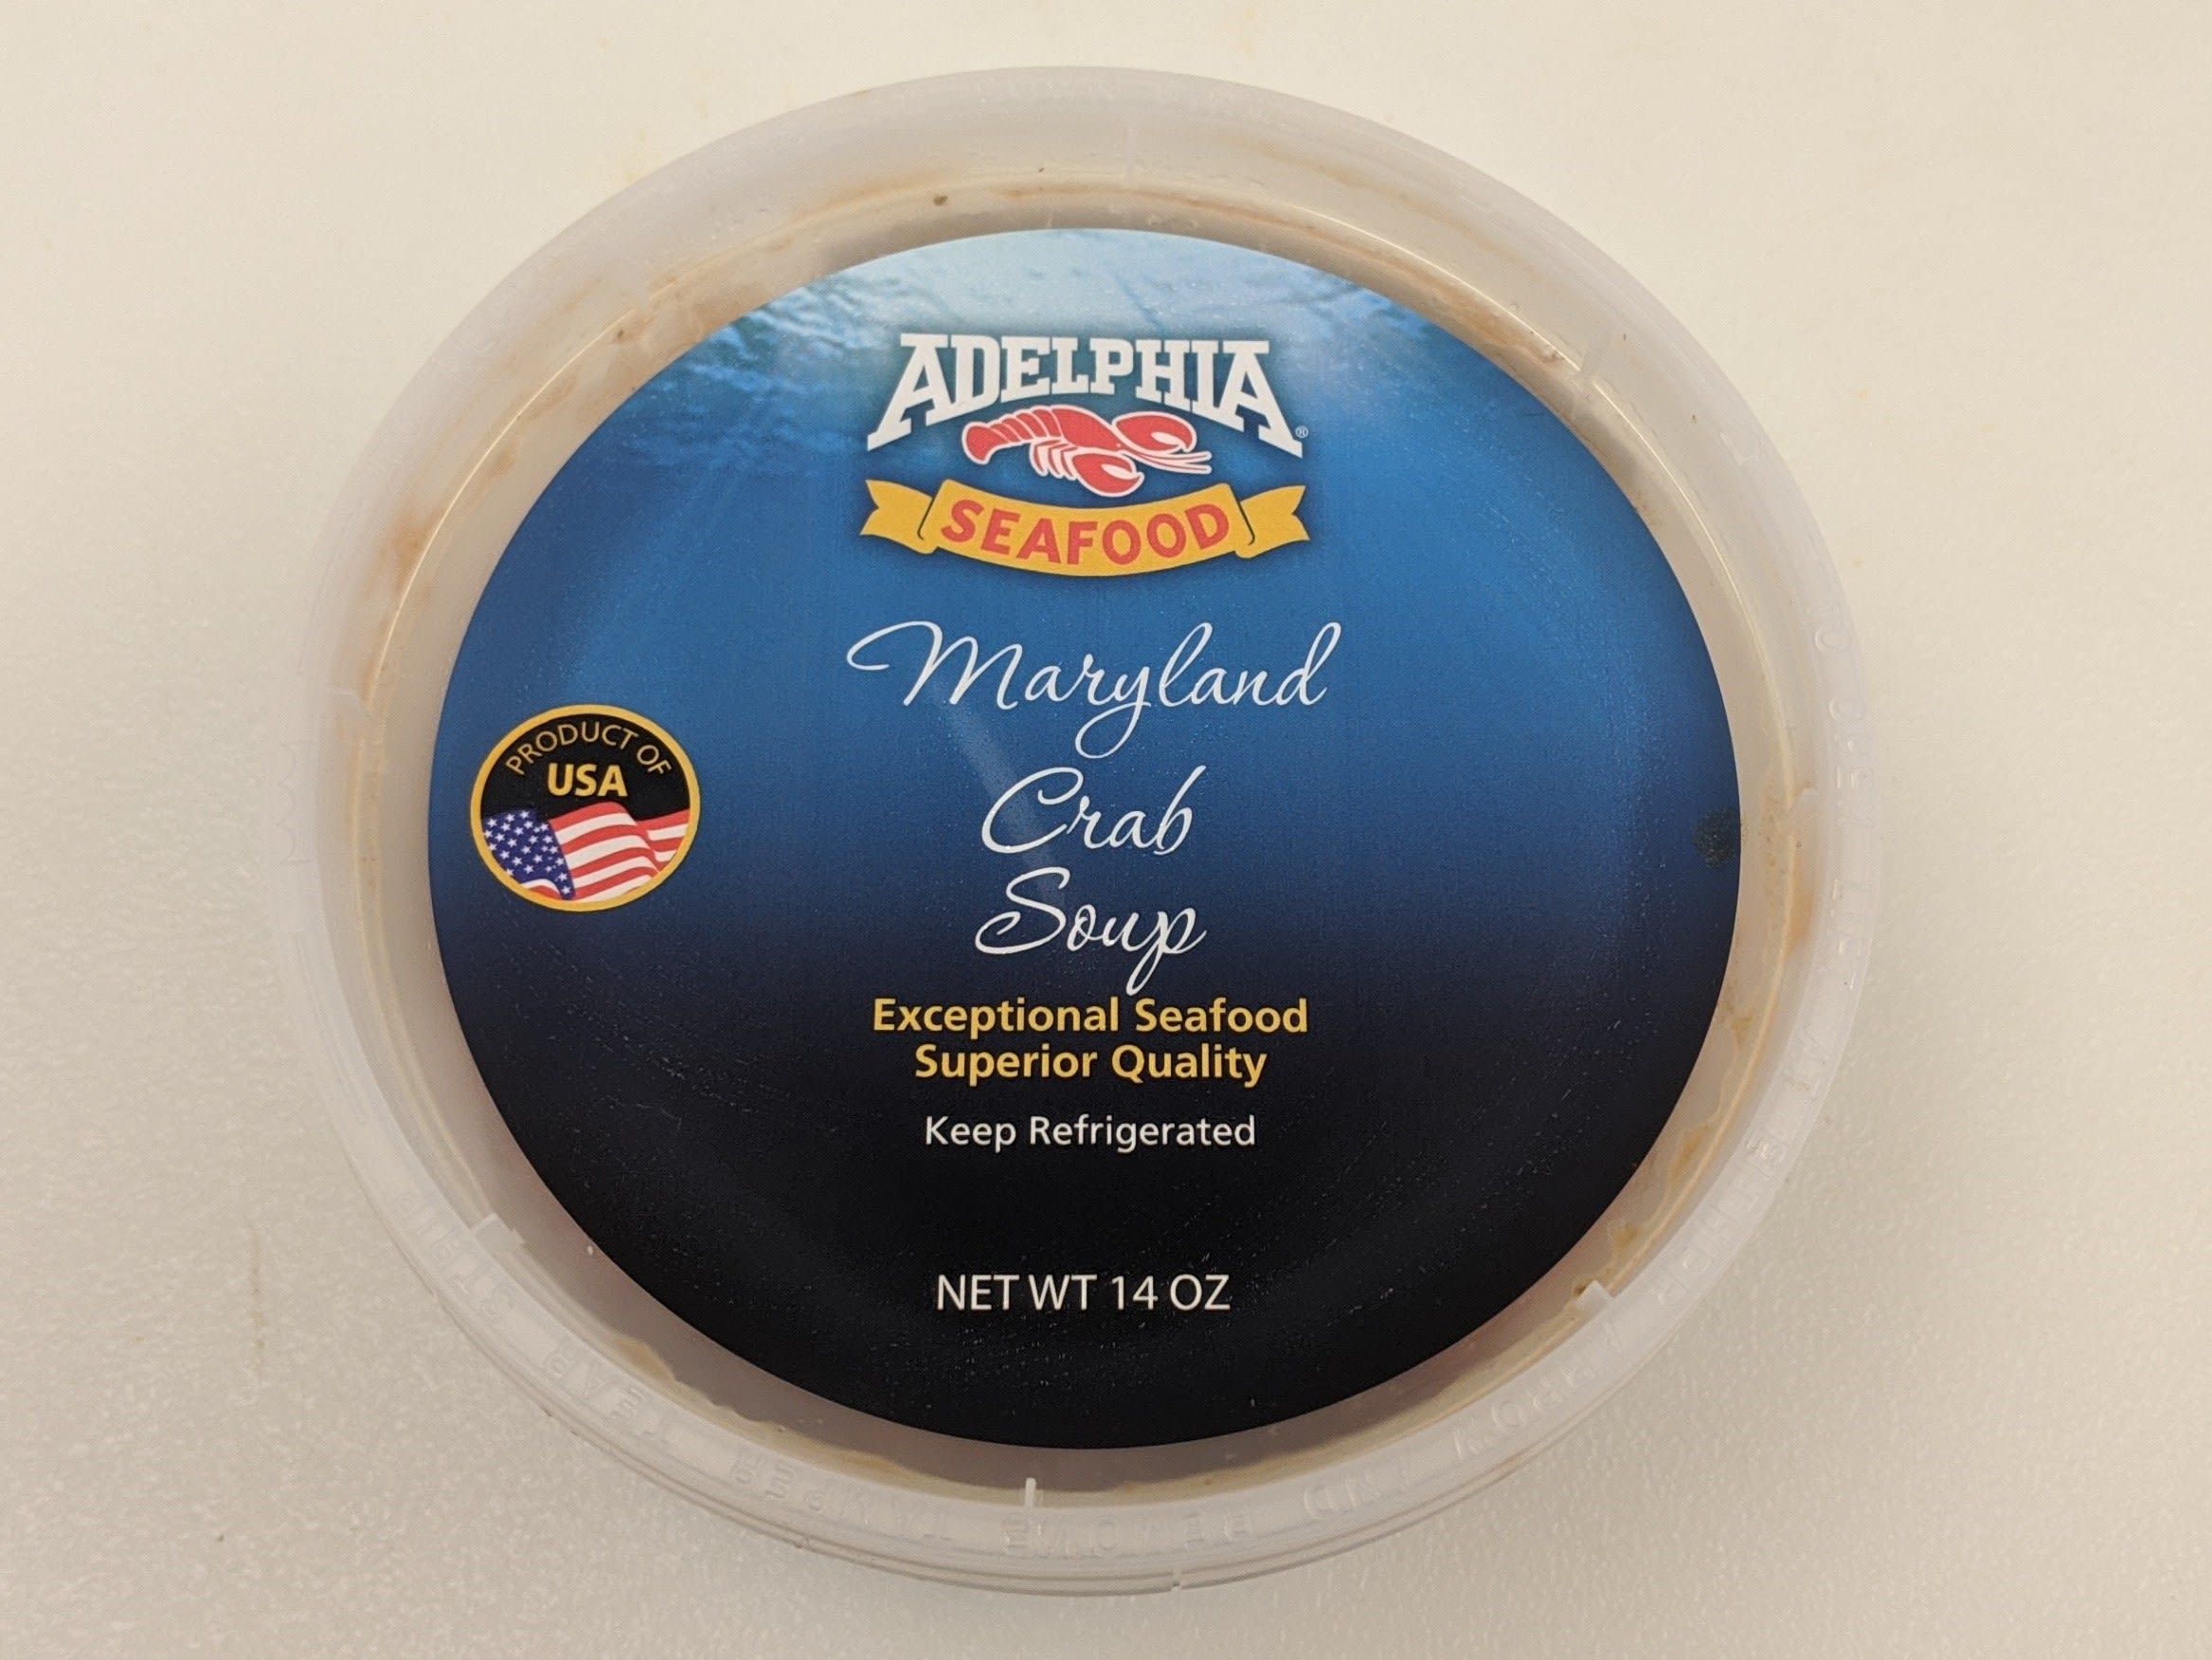 ADELPHIA®
SEAFOOD
Maryland
Crab
Soup
PRODUCT OF
USA
Exceptional Seafood
Superior Quality
Keep Refrigerated
NET WT 14 OZ